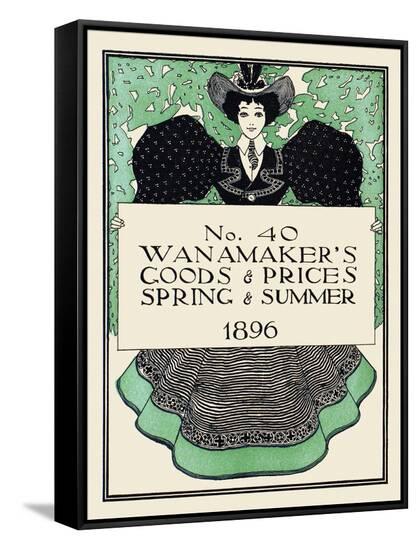 No. 40
WANAMAKER'S
GOODS & PRICES
SPRING & SUMMER
1896